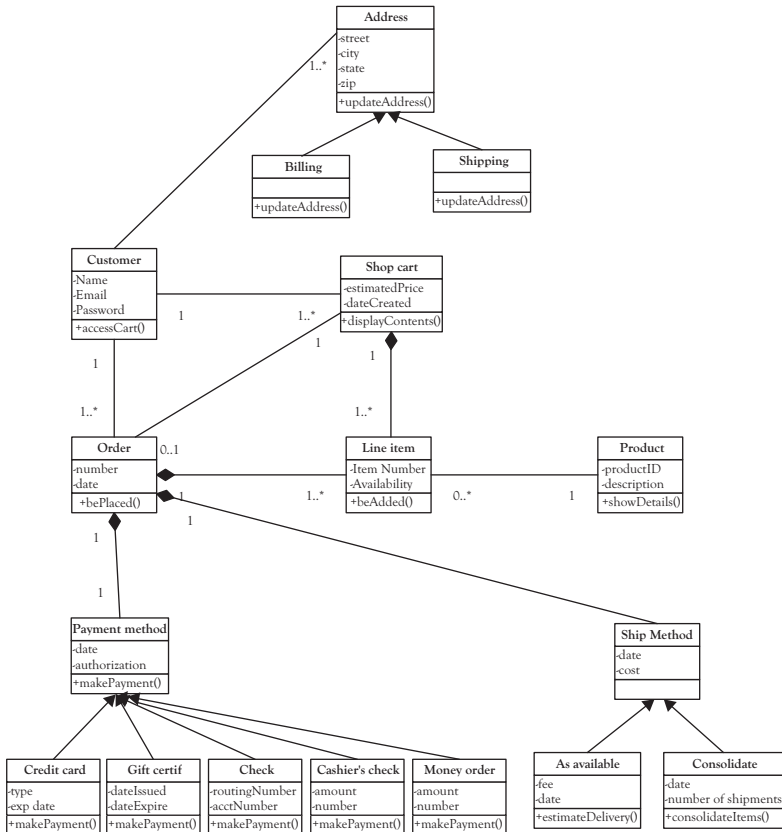 Address
-street
-city
-state
-zip
+updateAddress()
1..*
Billing
+updateAddress()
Shipping
+updateAddress()
Customer
-Name
-Email
-Password
+accessCart()
Shop cart
-estimatedPrice
-dateCreated
+displayContents()
1
1..*
1
1
1
1..*
1..*
Order
-number
-date
+bePlaced()
0..1
1..*
Line item
-Item Number
-Availability
+beAdded()
0..*
1
Product
-productID
-description
+showDetails()
1
1
1
1
Payment method
-date
-authorization
+makePayment()
Ship Method
-date
-cost
Credit card
-type
-exp date
+makePayment()
Gift certif
-dateIssued
-dateExpire
+makePayment()
Check
-routingNumber
-acctNumber
+makePayment()
Cashier's check
-amount
-number
+makePayment()
Money order
-amount
-number
+makePayment()
As available
-fee
-date
+estimateDelivery()
Consolidate
-date
-number of shipments
+consolidateItems()